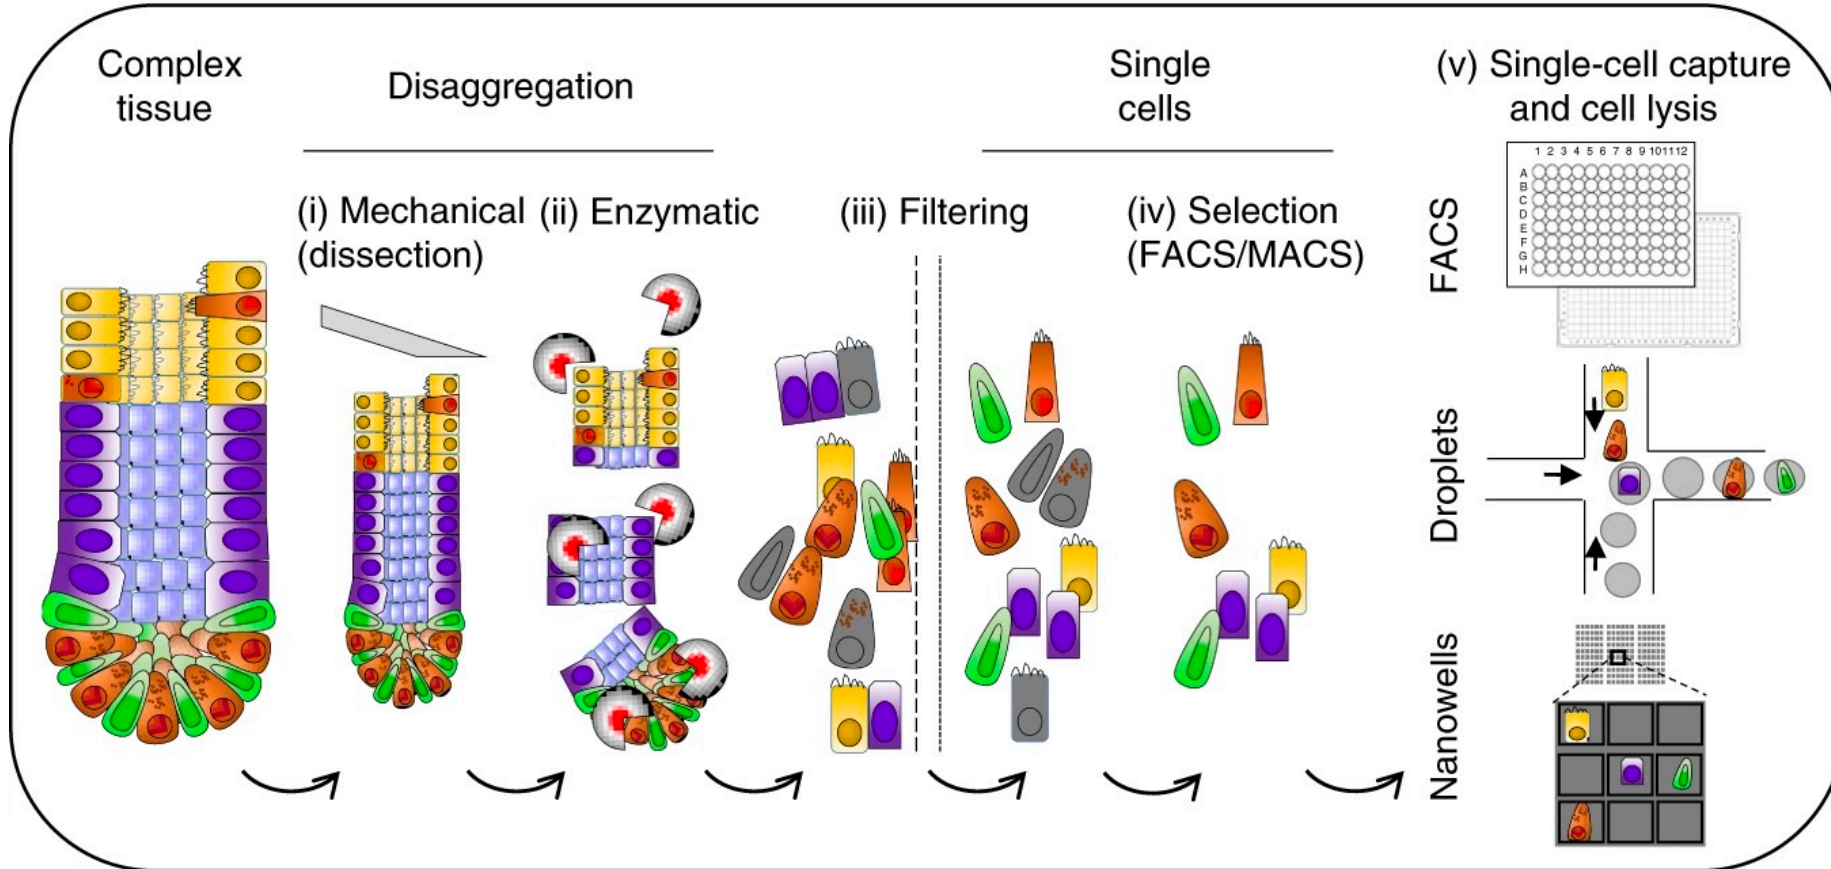 Complex
tissue
Disaggregation
Single
cells
(v) Single-cell capture
and cell lysis
(i) Mechanical
(dissection)
(ii) Enzymatic
(iii) Filtering
(iv) Selection
(FACS/MACS)
FACS
1 2 3 4 5 6 7 8 9 10 11 12
A
B
C
D
E
F
G
H
Droplets
Nanowells